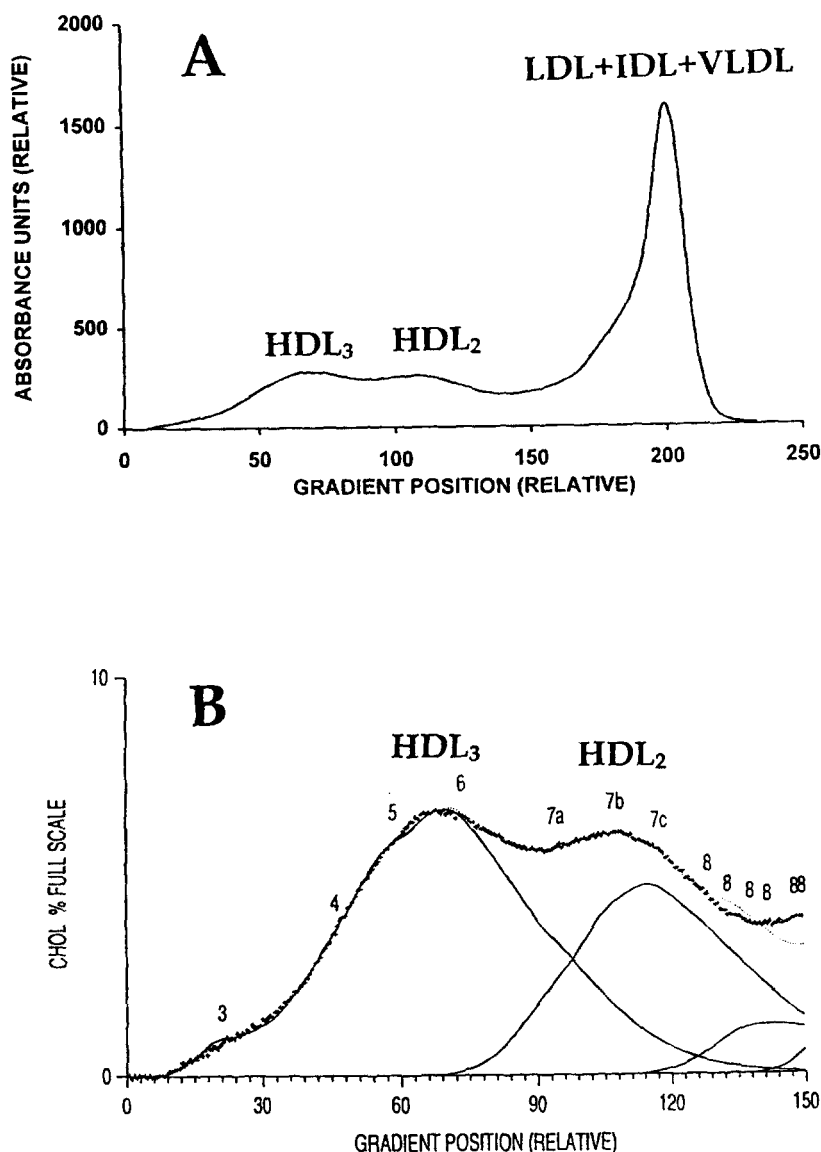 2000
A
LDL+IDL+VLDL
1500
ABSORBANCE UNITS (RELATIVE)
1000
500
HDL₃
HDL₂
0
0 50 100 150 200 250
GRADIENT POSITION (RELATIVE)
10
B
HDL₃
HDL₂
6
5
7a
7b
7c
CHOL % FULL SCALE
8
8
8
8
88
4
3
0
0 30 60 90 120 150
GRADIENT POSITION (RELATIVE)